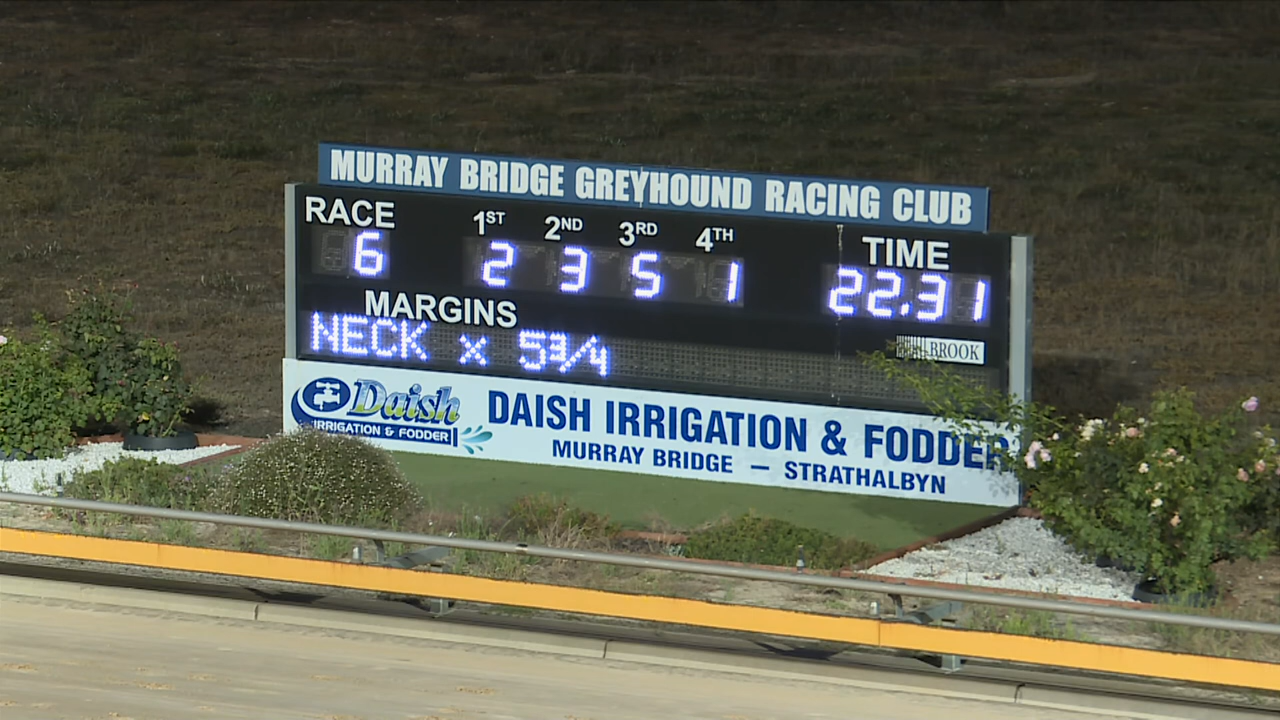 MURRAY BRIDGE GREYHOUND RACING CLUB
RACE 1ST 2ND 3RD 4TH TIME
6 2 3 5 1 22.31
MARGINS
NECK x 5¾
BROOK
Daish
IRRIGATION & FODDER
DAISH IRRIGATION & FODDER
MURRAY BRIDGE — STRATHALBYN